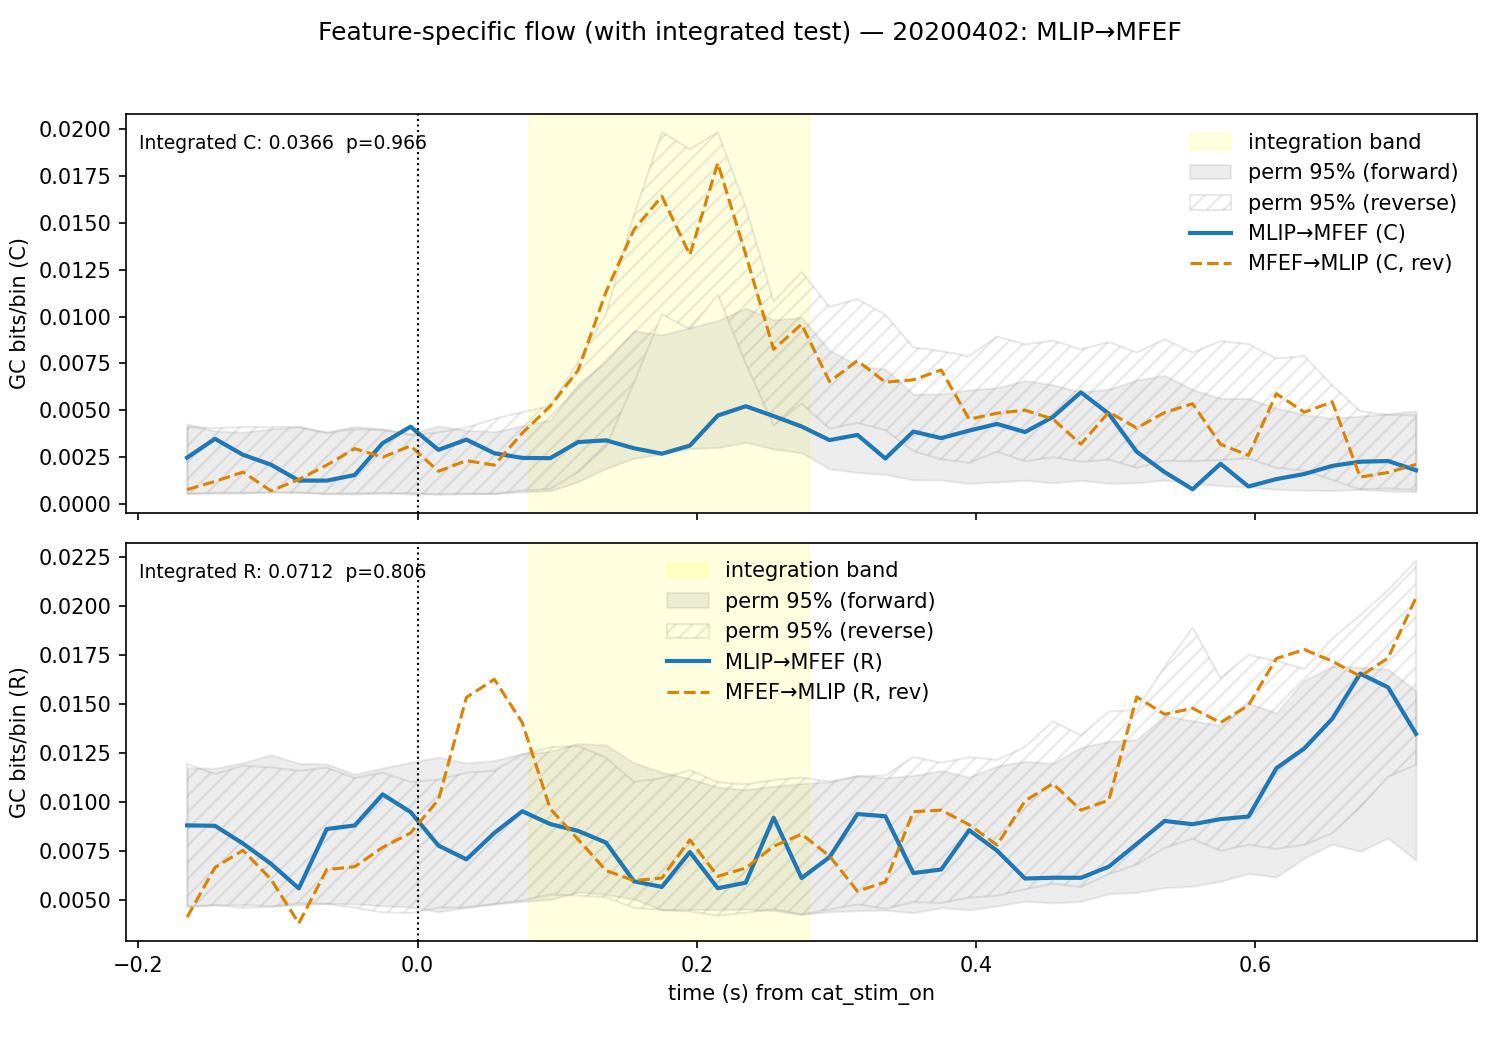 Feature-specific flow (with integrated test) — 20200402: MLIP→MFEF
GC bits/bin (C)
0.0200
0.0175
0.0150
0.0125
0.0100
0.0075
0.0050
0.0025
0.0000
Integrated C: 0.0366  p=0.966
integration band
perm 95% (forward)
perm 95% (reverse)
MLIP→MFEF (C)
MFEF→MLIP (C, rev)
GC bits/bin (R)
0.0225
0.0200
0.0175
0.0150
0.0125
0.0100
0.0075
0.0050
Integrated R: 0.0712  p=0.806
integration band
perm 95% (forward)
perm 95% (reverse)
MLIP→MFEF (R)
MFEF→MLIP (R, rev)
−0.2 0.0 0.2 0.4 0.6
time (s) from cat_stim_on